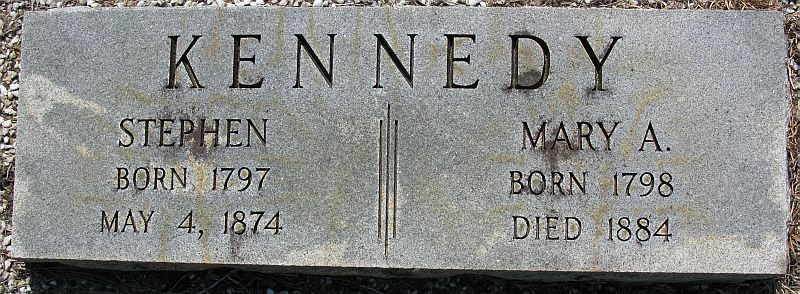 KENNEDY
STEPHEN
BORN 1797
MAY 4, 1874
MARY A.
BORN 1798
DIED 1884